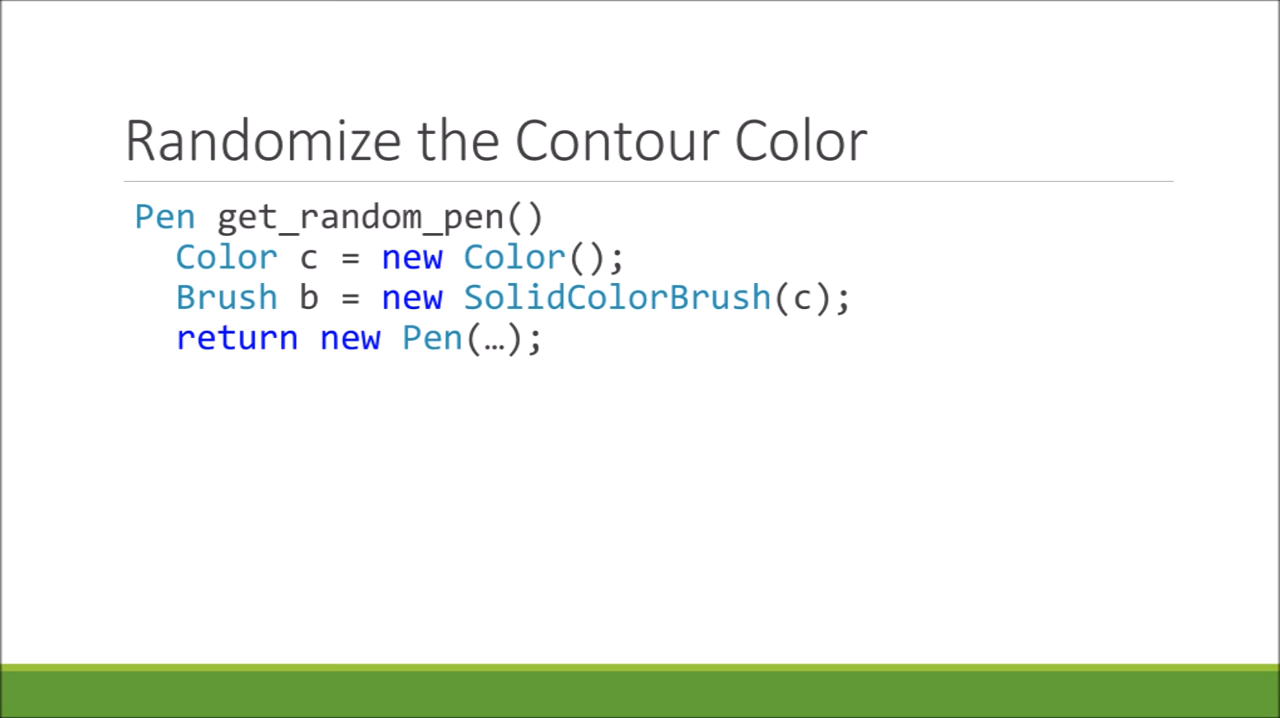 Randomize the Contour Color
Pen get_random_pen()
Color c = new Color();
Brush b = new SolidColorBrush(c);
return new Pen(…);